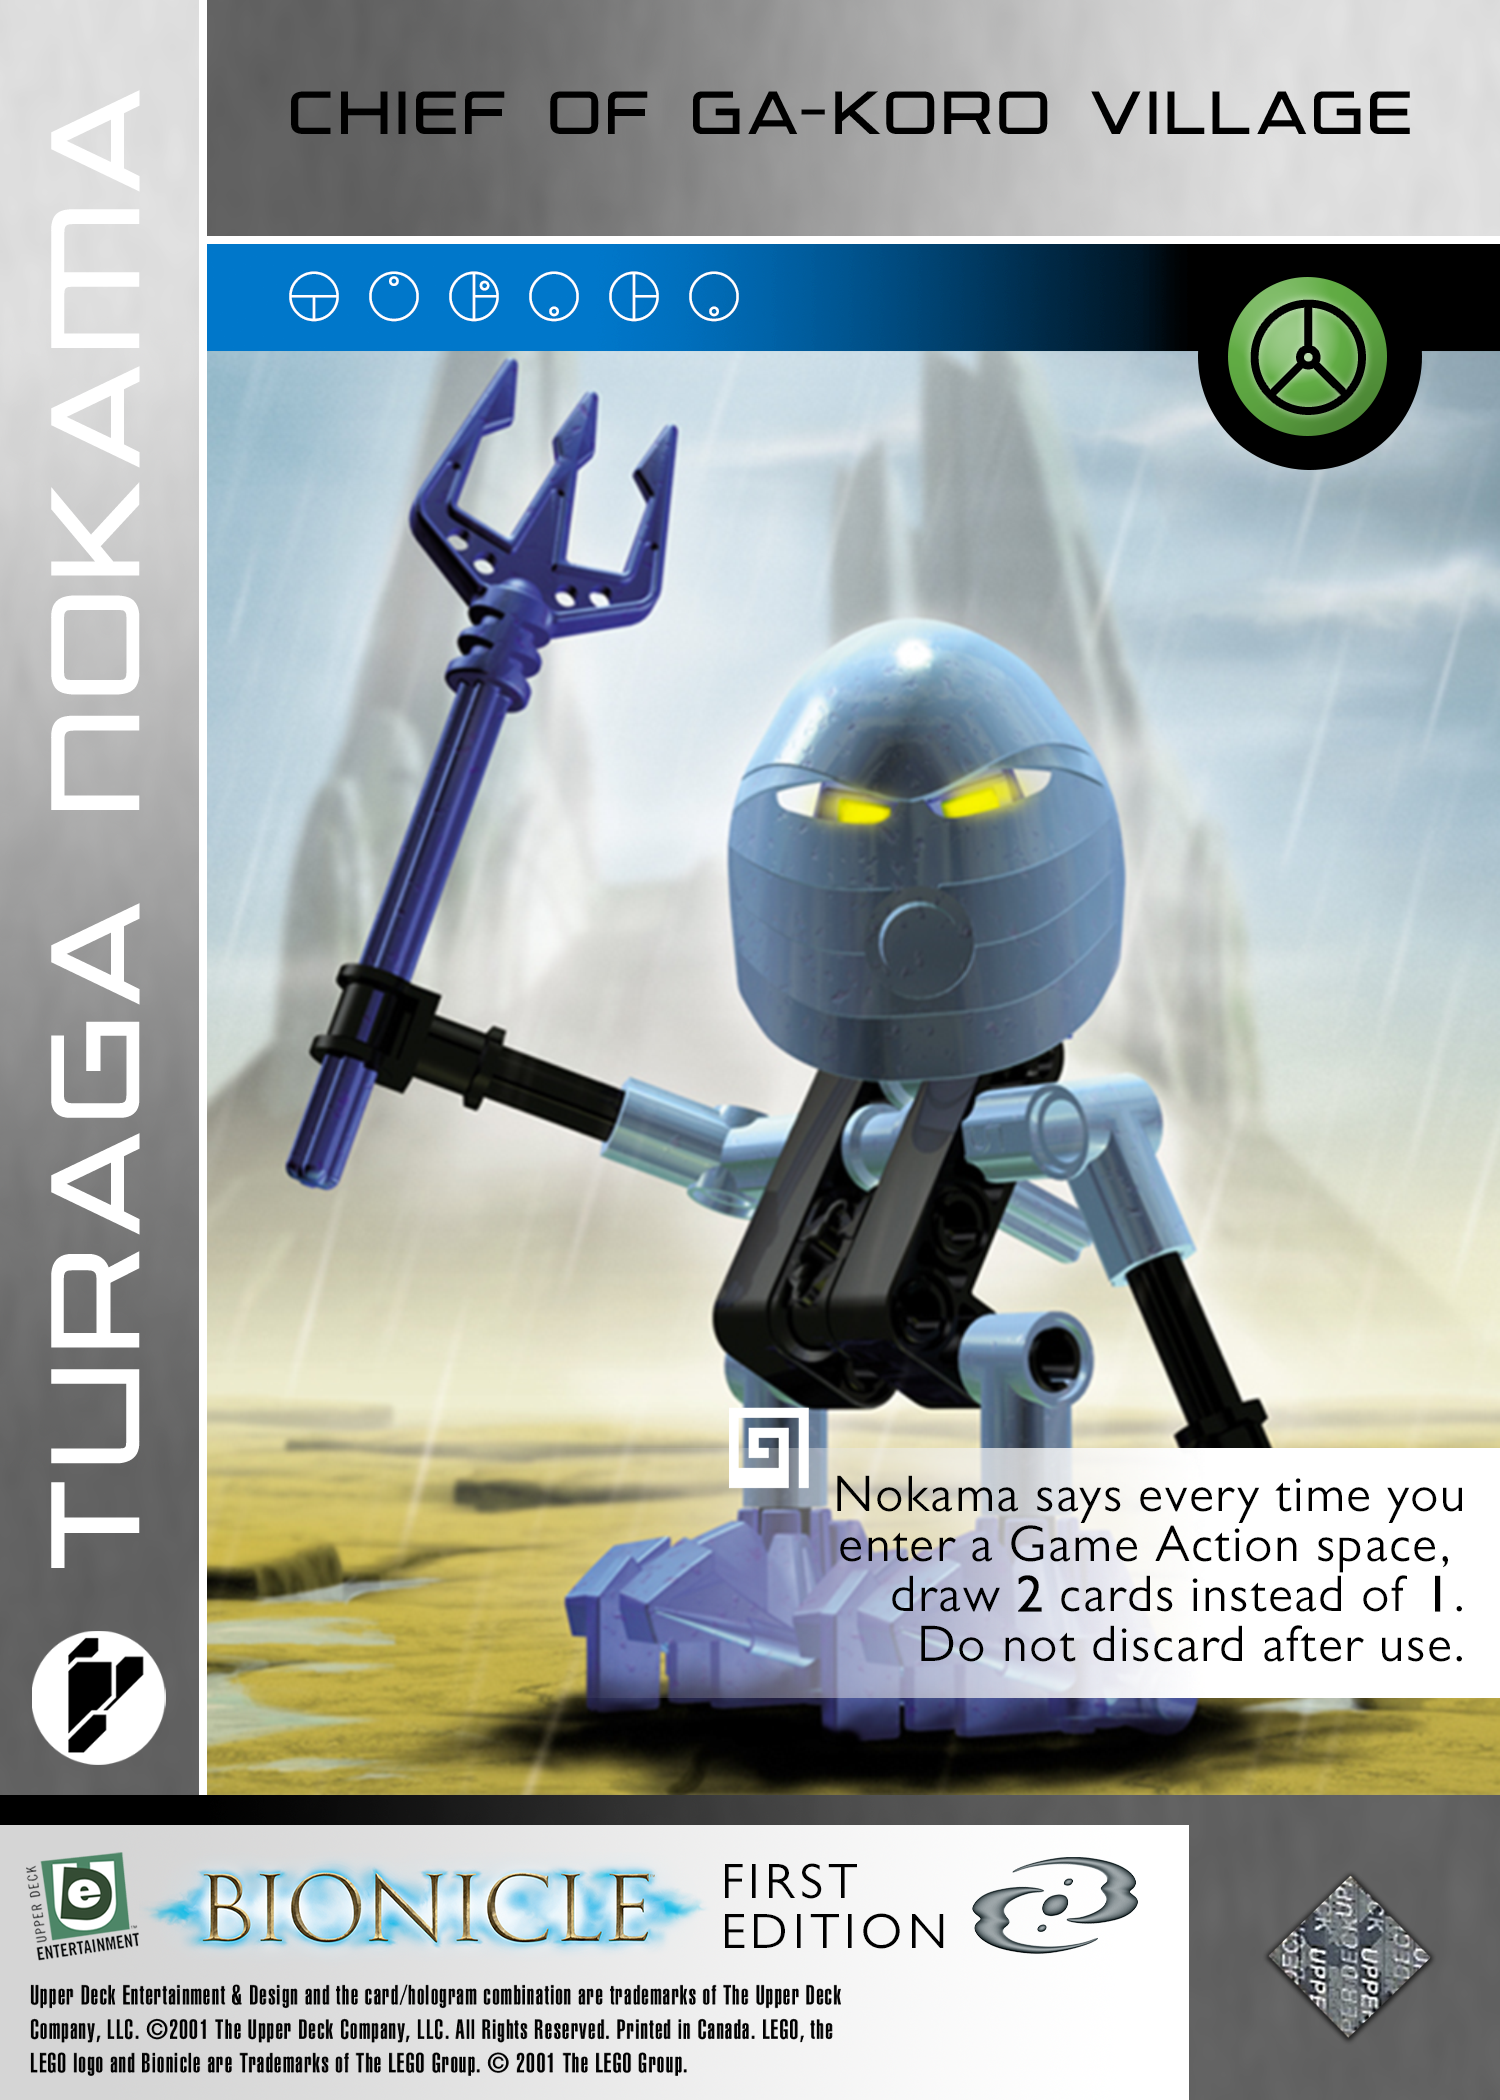 CHIEF OF GA-KORO VILLAGE
TURAGA NOKAMA
Nokama says every time you
enter a Game Action space,
draw 2 cards instead of 1.
Do not discard after use.
UPPER DECK
e
ENTERTAINMENT
BIONICLE
FIRST
EDITION
Upper Deck Entertainment & Design and the card/hologram combination are trademarks of The Upper Deck
Company, LLC. ©2001 The Upper Deck Company, LLC. All Rights Reserved. Printed in Canada. LEGO, the
LEGO logo and Bionicle are Trademarks of The LEGO Group. © 2001 The LEGO Group.